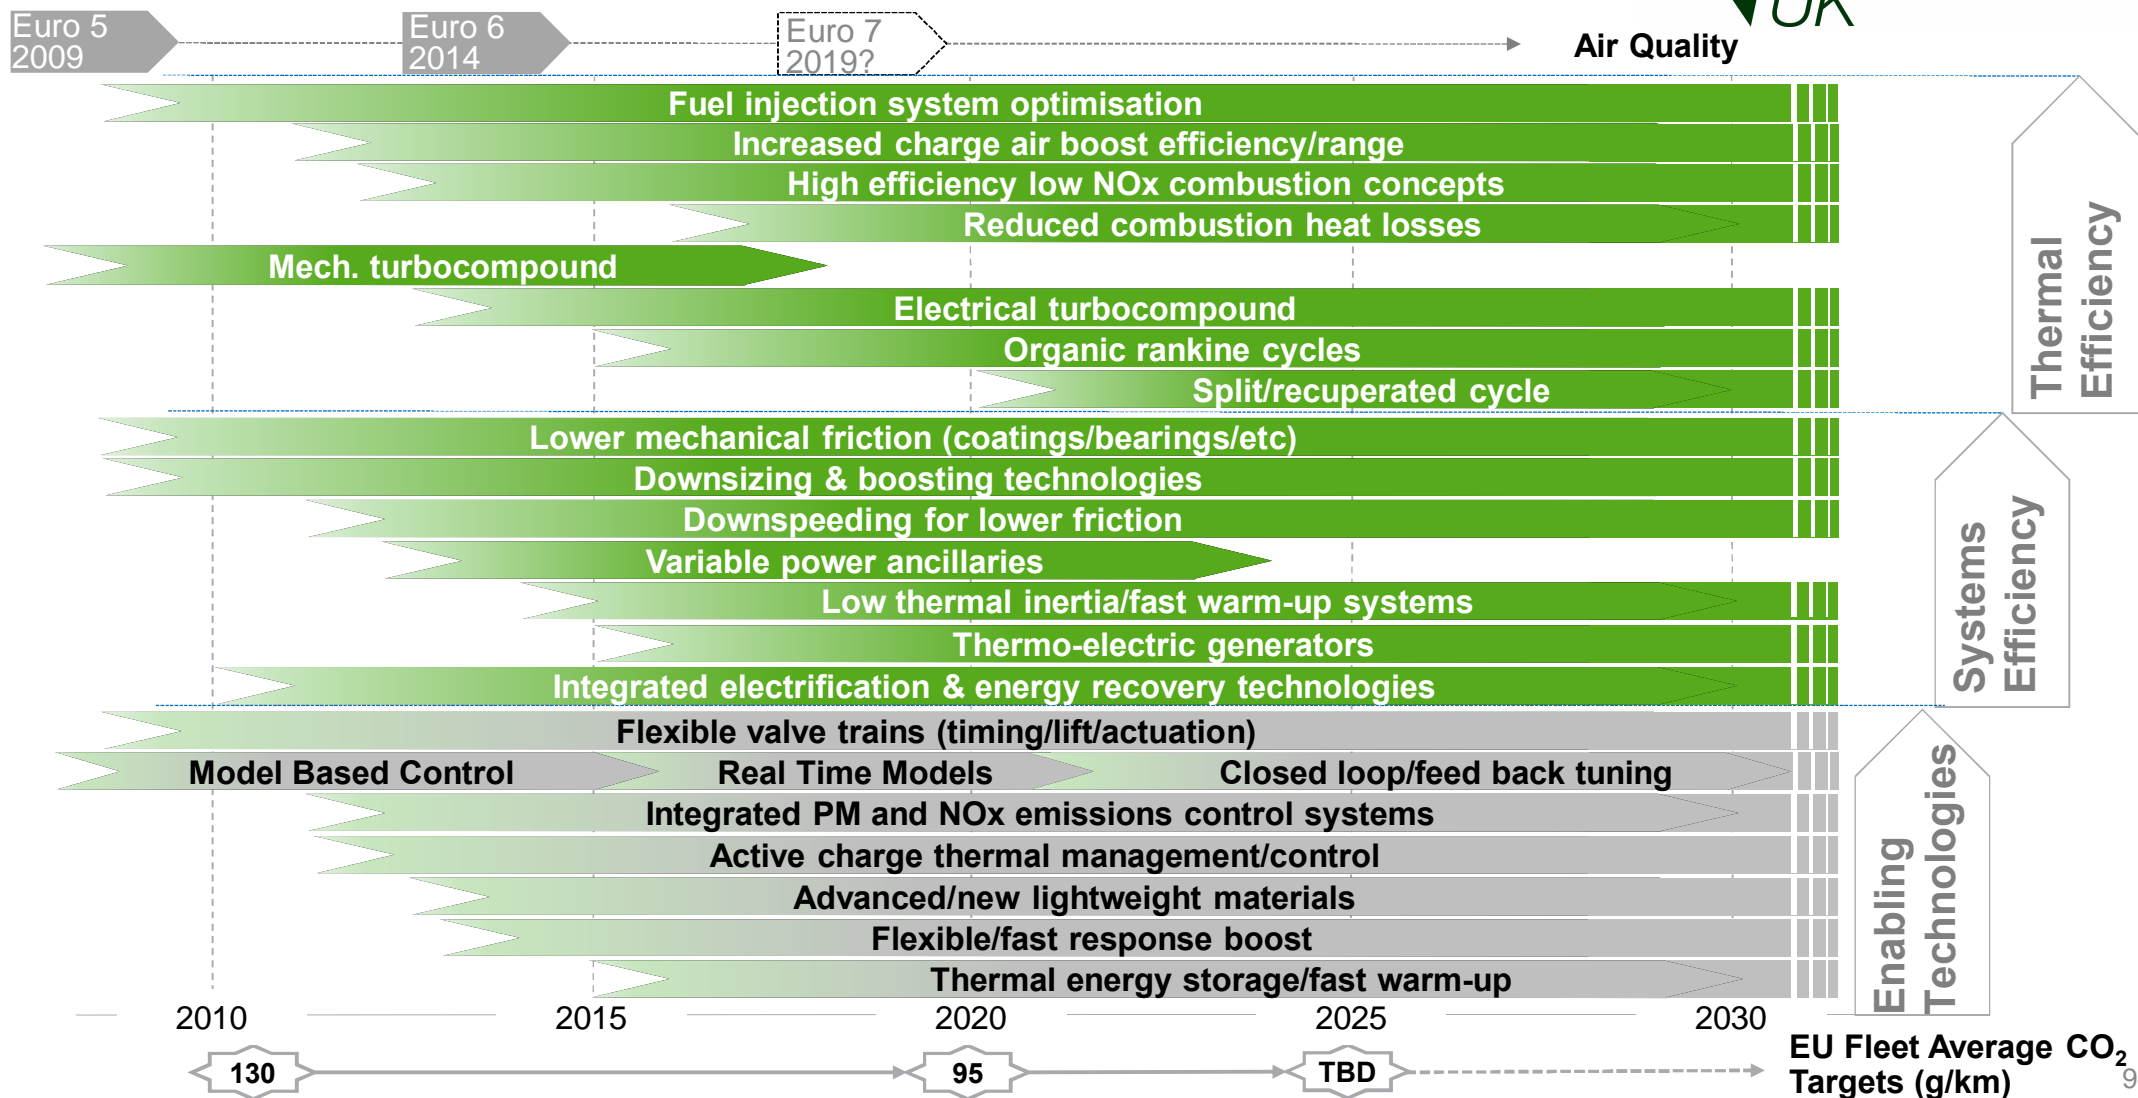 UK
Euro 5
2009
Euro 6
2014
Euro 7
2019?
Air Quality
Fuel injection system optimisation
Increased charge air boost efficiency/range
High efficiency low NOx combustion concepts
Reduced combustion heat losses
Mech. turbocompound
Electrical turbocompound
Organic rankine cycles
Split/recuperated cycle
Thermal
Efficiency
Lower mechanical friction (coatings/bearings/etc)
Downsizing & boosting technologies
Downspeeding for lower friction
Variable power ancillaries
Low thermal inertia/fast warm-up systems
Thermo-electric generators
Integrated electrification & energy recovery technologies
Systems
Efficiency
Flexible valve trains (timing/lift/actuation)
Model Based Control
Real Time Models
Closed loop/feed back tuning
Integrated PM and NOx emissions control systems
Active charge thermal management/control
Advanced/new lightweight materials
Flexible/fast response boost
Thermal energy storage/fast warm-up
Enabling
Technologies
2010
2015
2020
2025
2030
130
95
TBD
EU Fleet Average CO₂
Targets (g/km)
9